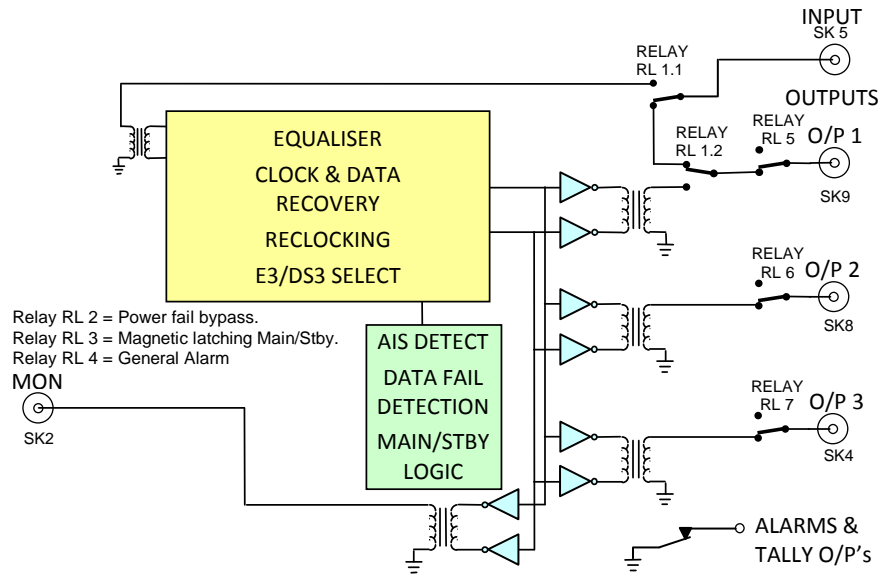 INPUT
SK 5
RELAY
RL 1.1
OUTPUTS
RELAY
RL 1.2
RELAY
RL 5
O/P 1
SK9
EQUALISER
CLOCK & DATA
RECOVERY
RECLOCKING
E3/DS3 SELECT
RELAY
RL 6
O/P 2
SK8
Relay RL 2 = Power fail bypass.
Relay RL 3 = Magnetic latching Main/Stby.
Relay RL 4 = General Alarm
MON
SK2
AIS DETECT
DATA FAIL
DETECTION
MAIN/STBY
LOGIC
RELAY
RL 7
O/P 3
SK4
ALARMS &
TALLY O/P's